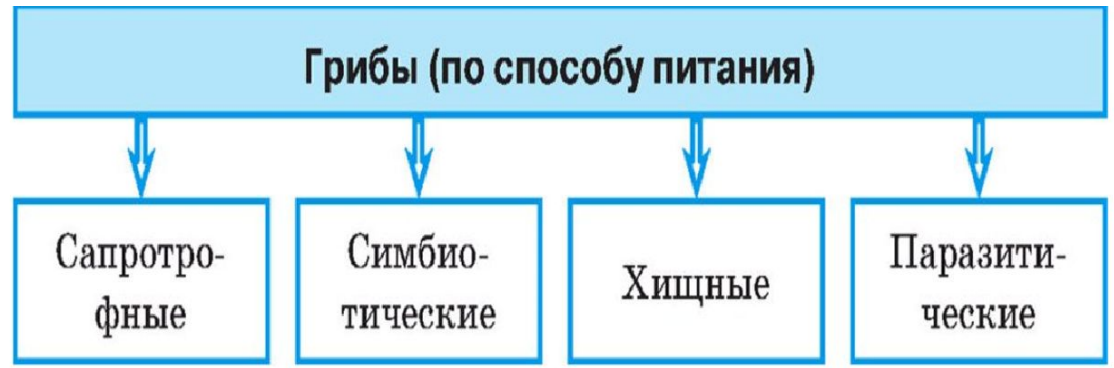 Грибы (по способу питания)
Сапротро-
фные
Симбио-
тические
Хищные
Паразити-
ческие